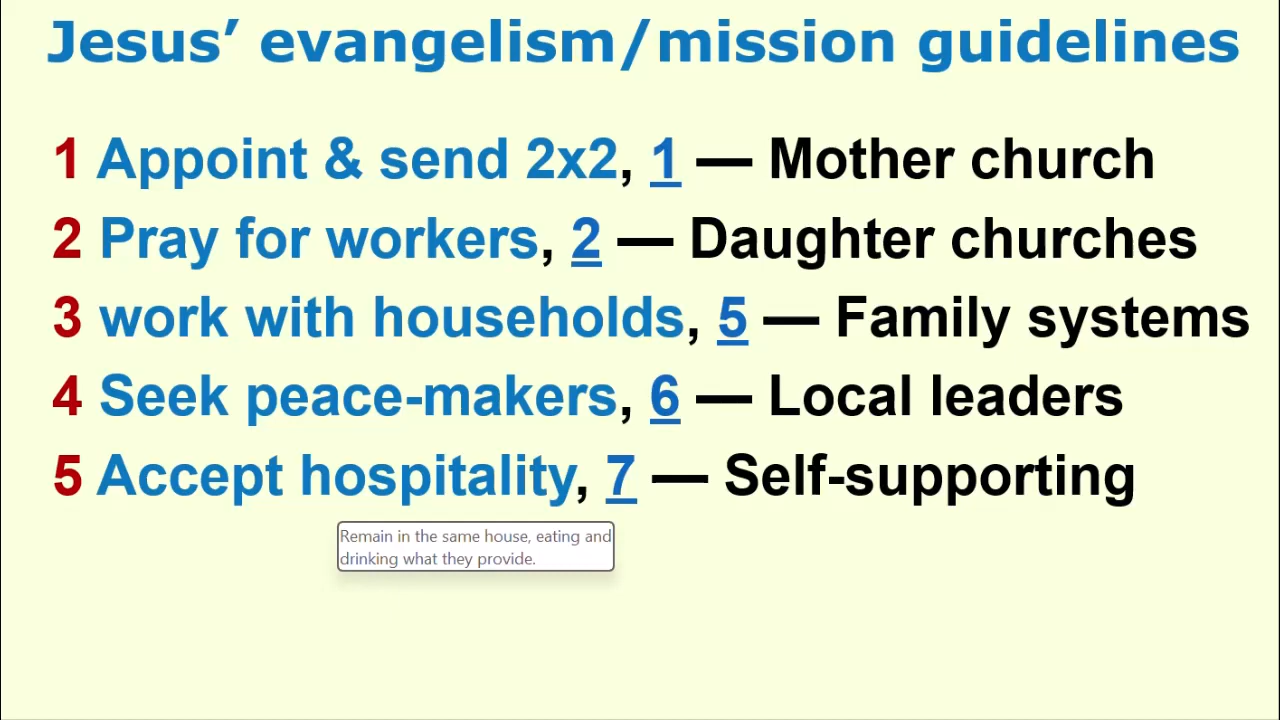 Jesus’ evangelism/mission guidelines
1 Appoint & send 2x2, 1 — Mother church
2 Pray for workers, 2 — Daughter churches
3 work with households, 5 — Family systems
4 Seek peace-makers, 6 — Local leaders
5 Accept hospitality, 7 — Self-supporting
Remain in the same house, eating and
drinking what they provide.